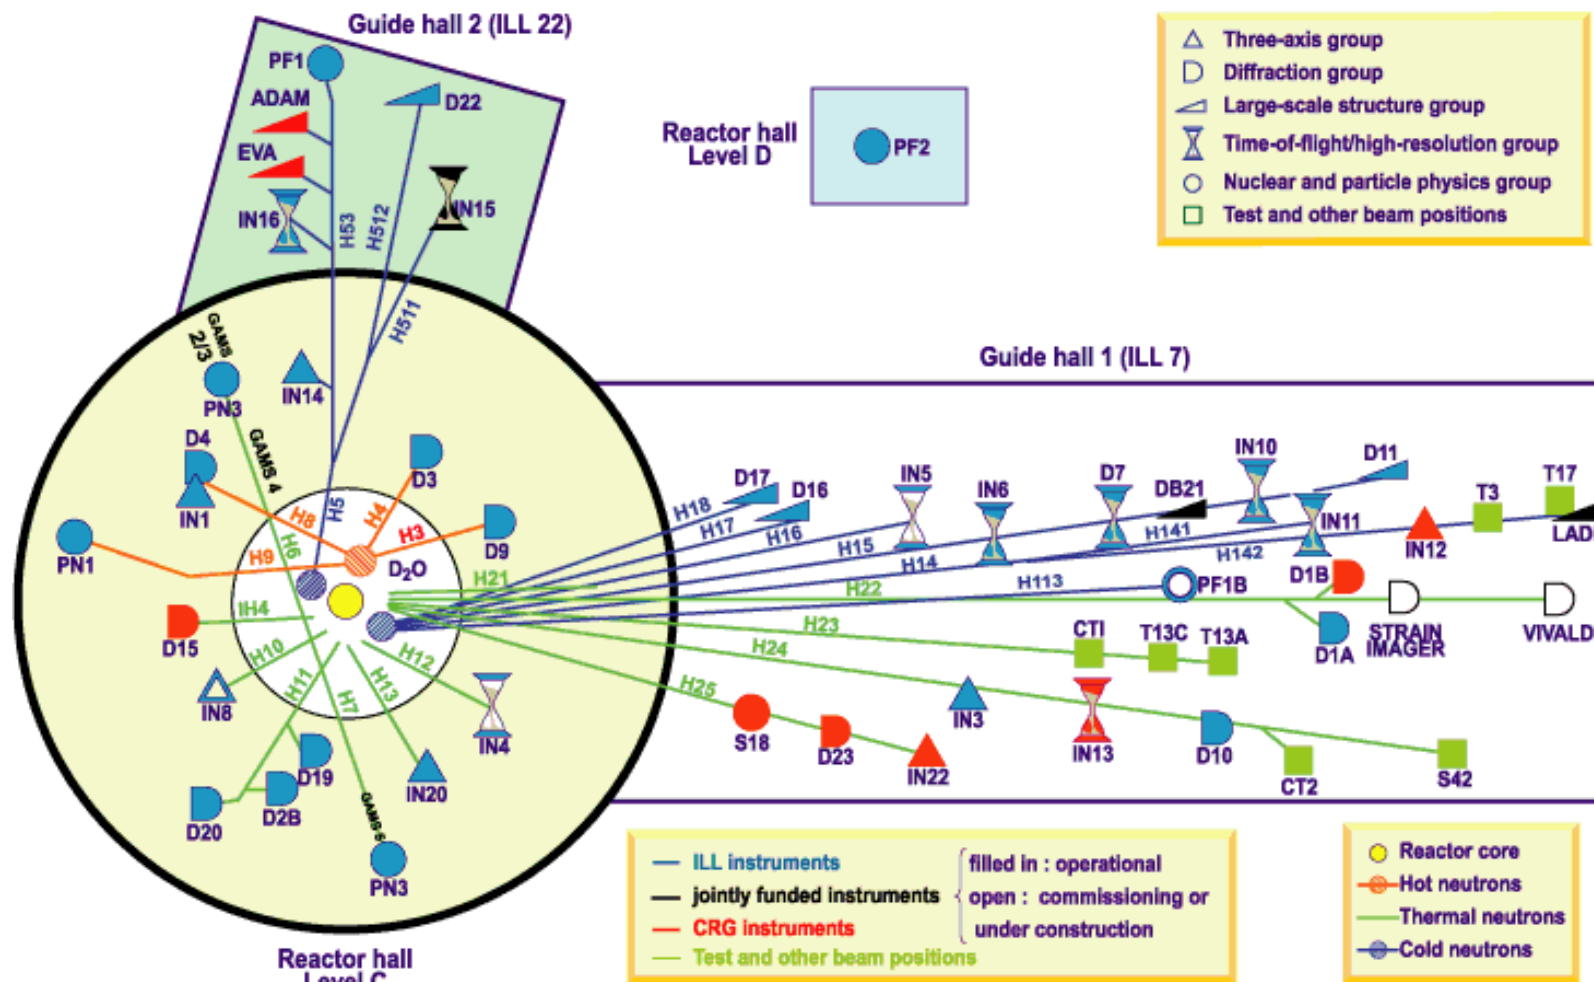 Guide hall 2 (ILL 22)
PF1
ADAM
D22
EVA
IN16
IN15
H53
H512
H511
Reactor hall
Level D
PF2
Three-axis group
Diffraction group
Large-scale structure group
Time-of-flight/high-resolution group
Nuclear and particle physics group
Test and other beam positions
GAMS
2/3
PN3
IN14
GAMS 4
D4
IN1
D3
H5
H4
H8
H6
H3
D9
PN1
H9
D2O
IH4
D15
H10
H11
H7
H13
H12
IN8
IN4
D19
D2B
D20
IN20
GAMS 5
PN3
Reactor hall
Level C
Guide hall 1 (ILL 7)
D17
D16
IN5
IN6
D7
DB21
IN10
D11
T3
T17
H18
H17
H16
H15
H14
H141
H142
IN11
IN12
LAD
H21
H22
H113
PF1B
D1B
D1A
STRAIN
IMAGER
VIVALD
H23
CTI
T13C
T13A
H24
H25
S18
D23
IN22
IN3
IN13
D10
CT2
S42
ILL instruments
jointly funded instruments
CRG instruments
Test and other beam positions
filled in : operational
open : commissioning or
under construction
Reactor core
Hot neutrons
Thermal neutrons
Cold neutrons